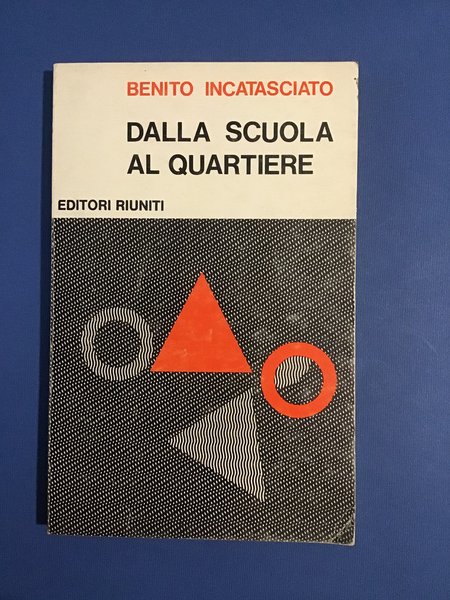 BENITO INCATASCIATO
DALLA SCUOLA
AL QUARTIERE
EDITORI RIUNITI